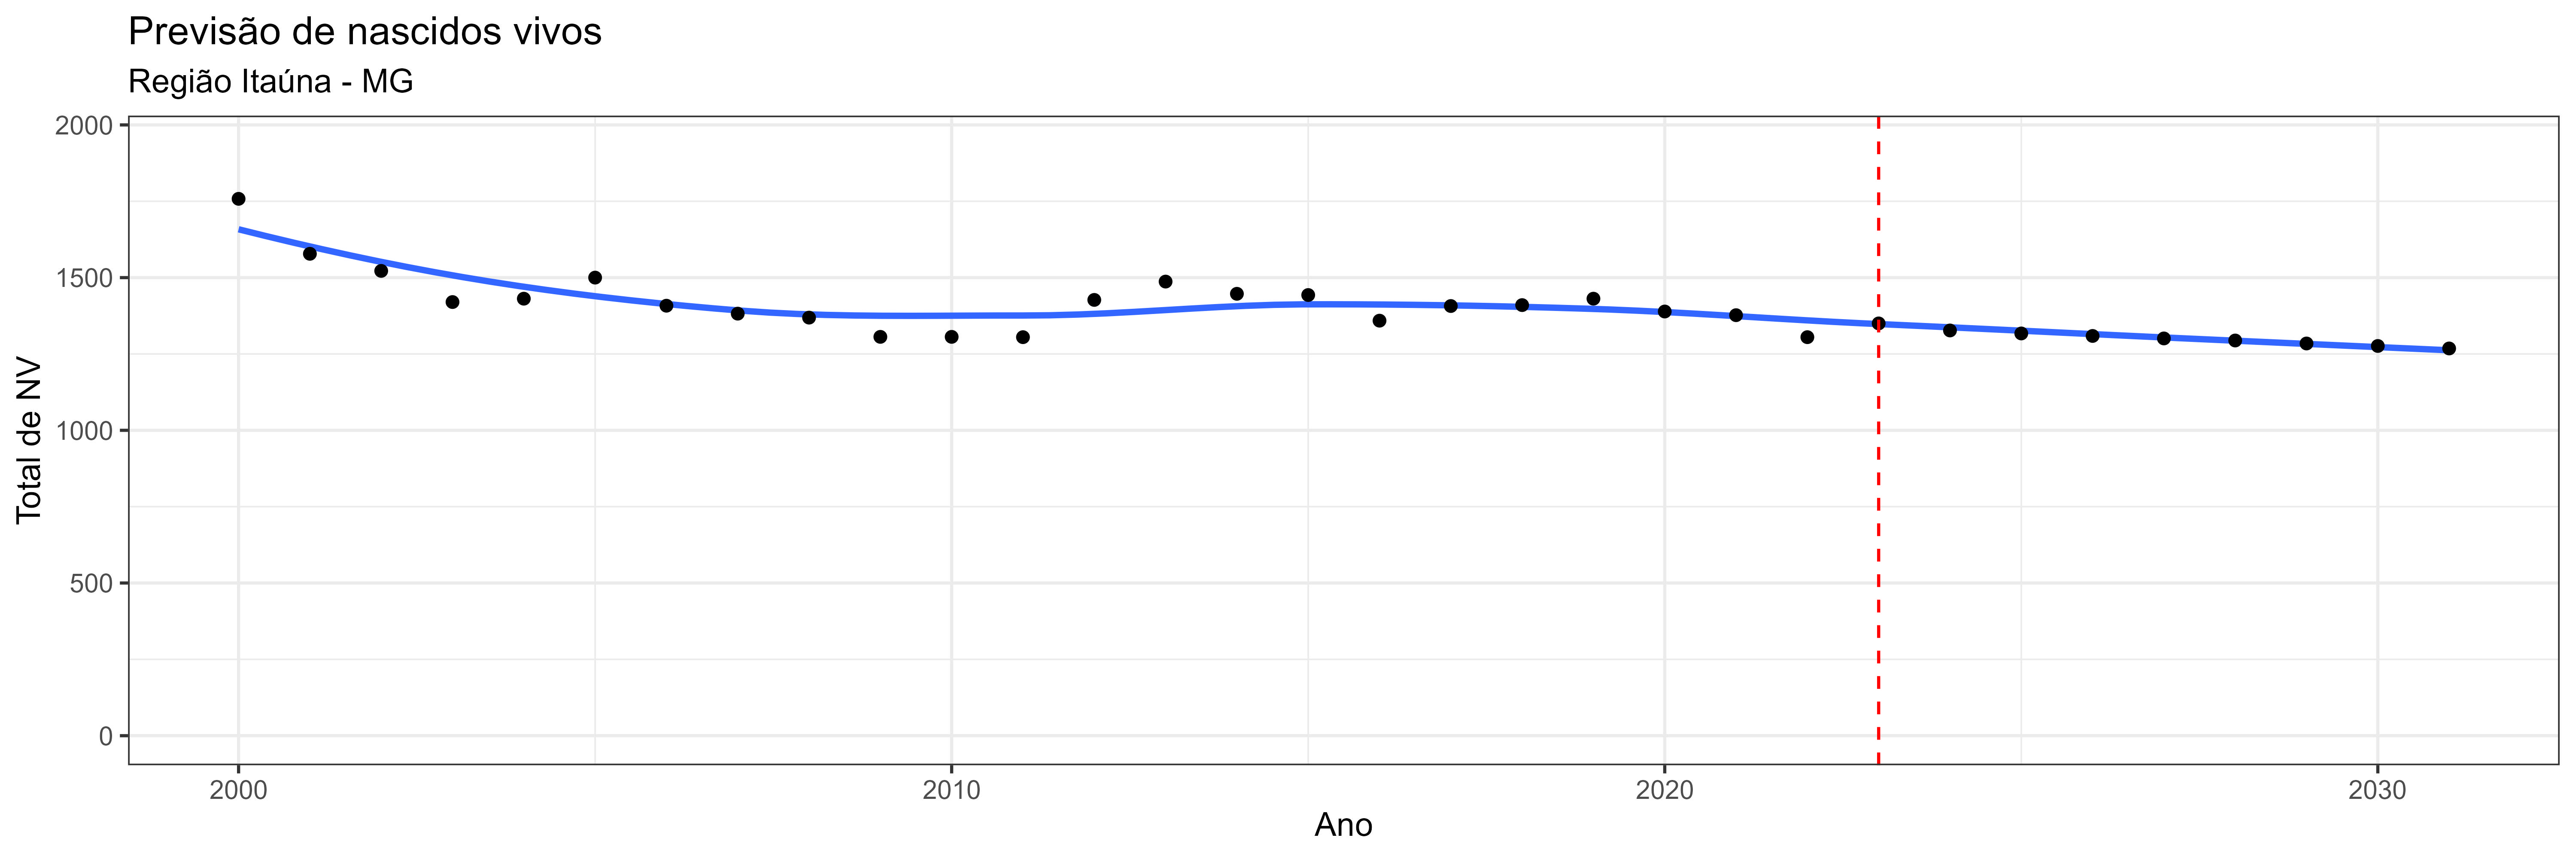 Previsão de nascidos vivos
Região Itaúna - MG
Total de NV
2000
1500
1000
500
0
2000 2010 2020 2030
Ano